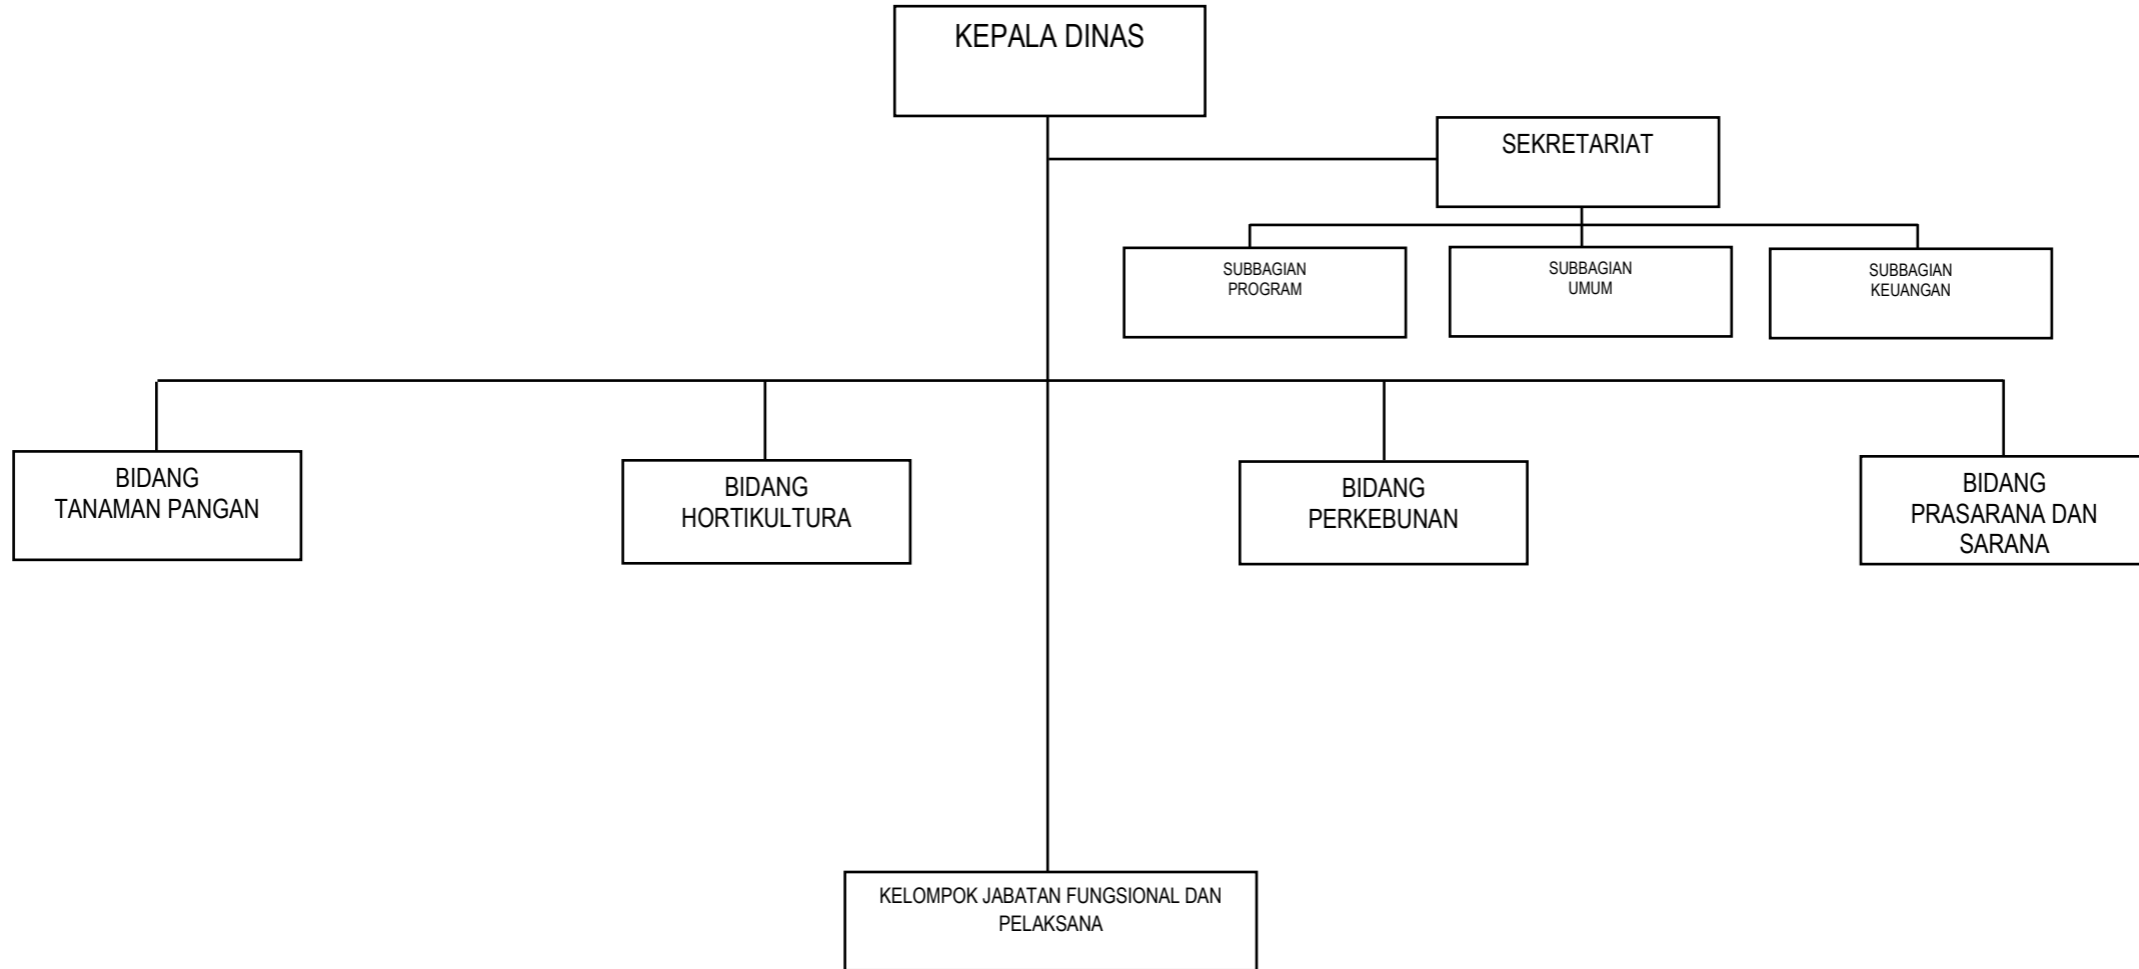 KEPALA DINAS
SEKRETARIAT
SUBBAGIAN
PROGRAM
SUBBAGIAN
UMUM
SUBBAGIAN
KEUANGAN
BIDANG
TANAMAN PANGAN
BIDANG
HORTIKULTURA
BIDANG
PERKEBUNAN
BIDANG
PRASARANA DAN
SARANA
KELOMPOK JABATAN FUNGSIONAL DAN
PELAKSANA